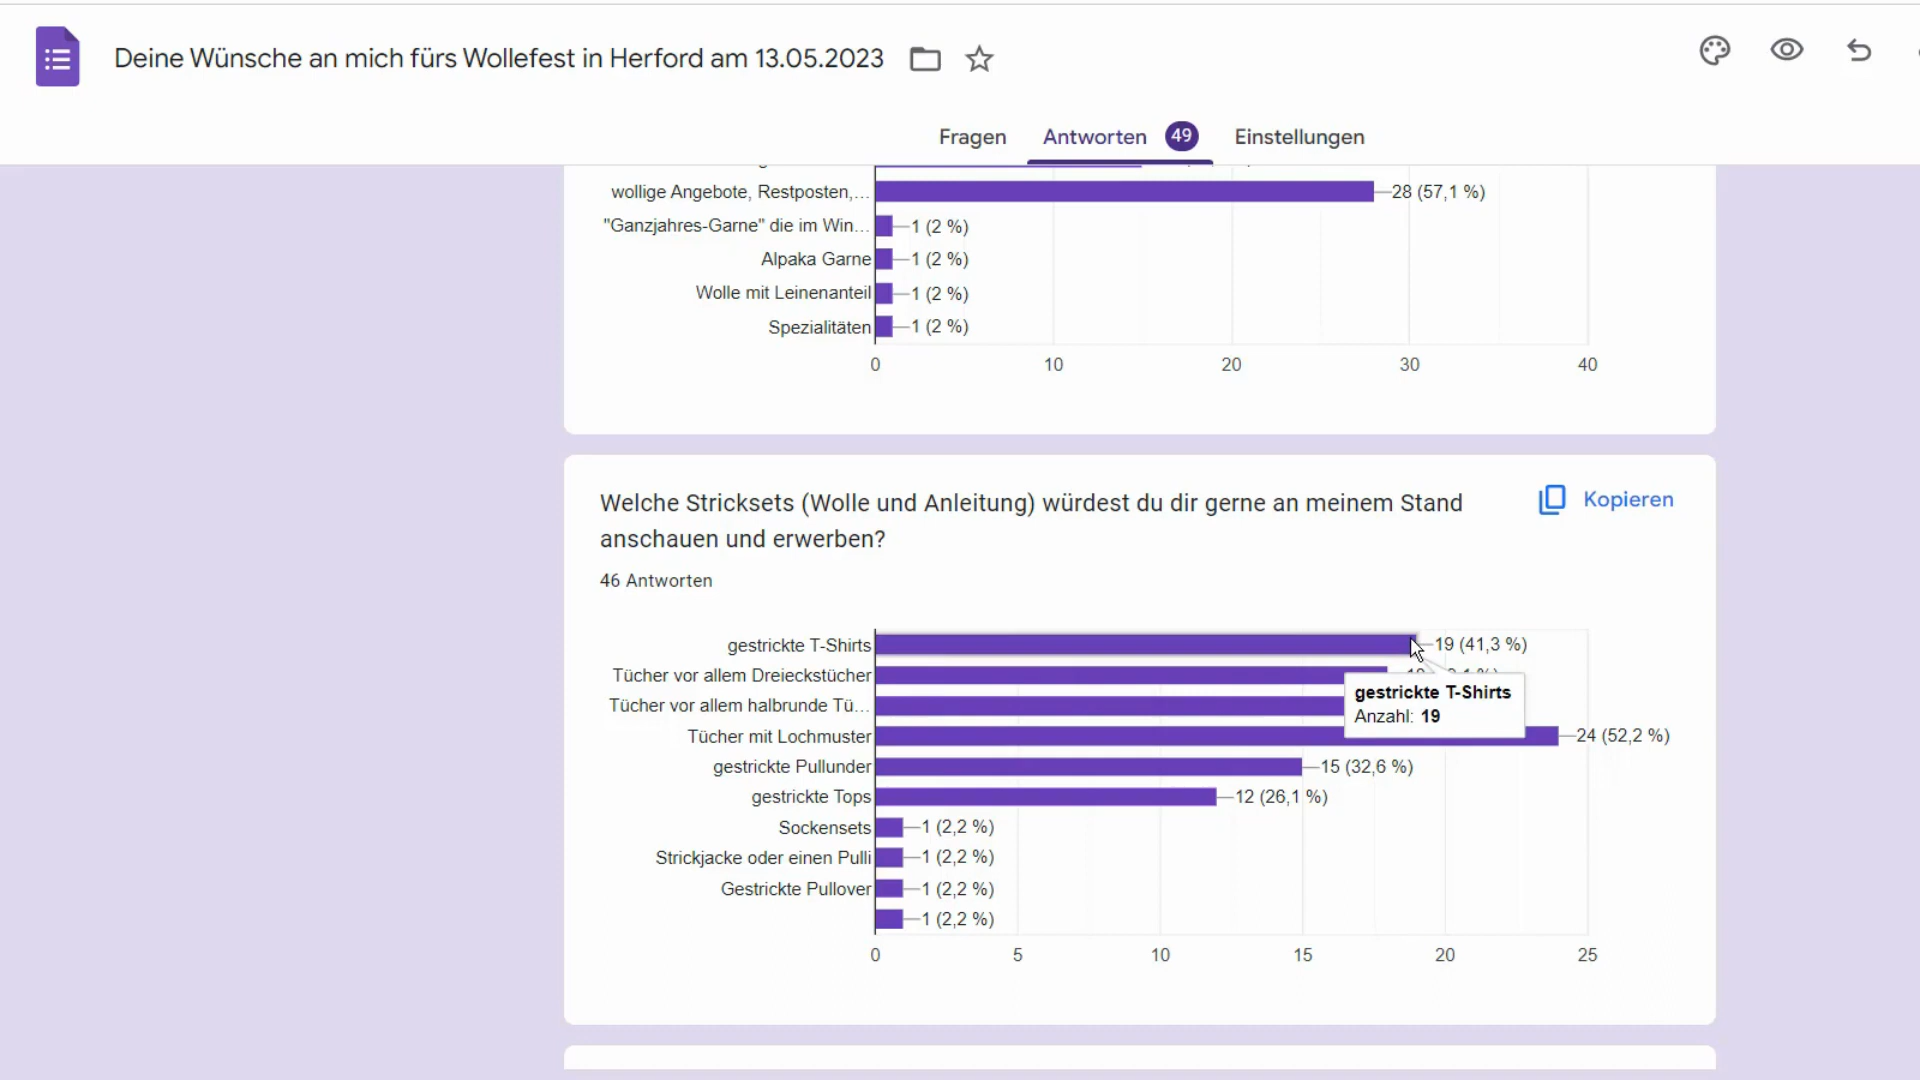 Deine Wünsche an mich fürs Wollefest in Herford am 13.05.2023
Fragen
Antworten 49
Einstellungen
wollige Angebote, Restposten,... 28 (57,1 %)
"Ganzjahres-Garne" die im Win... 1 (2 %)
Alpaka Garne 1 (2 %)
Wolle mit Leinenanteil 1 (2 %)
Spezialitäten 1 (2 %)
0 10 20 30 40
Welche Stricksets (Wolle und Anleitung) würdest du dir gerne an meinem Stand
anschauen und erwerben?
Kopieren
46 Antworten
gestrickte T-Shirts 19 (41,3 %)
Tücher vor allem Dreieckstücher
gestrickte T-Shirts
Anzahl: 19
Tücher vor allem halbrunde Tü...
Tücher mit Lochmuster 24 (52,2 %)
gestrickte Pullunder 15 (32,6 %)
gestrickte Tops 12 (26,1 %)
Sockensets 1 (2,2 %)
Strickjacke oder einen Pulli 1 (2,2 %)
Gestrickte Pullover 1 (2,2 %)
1 (2,2 %)
0 5 10 15 20 25